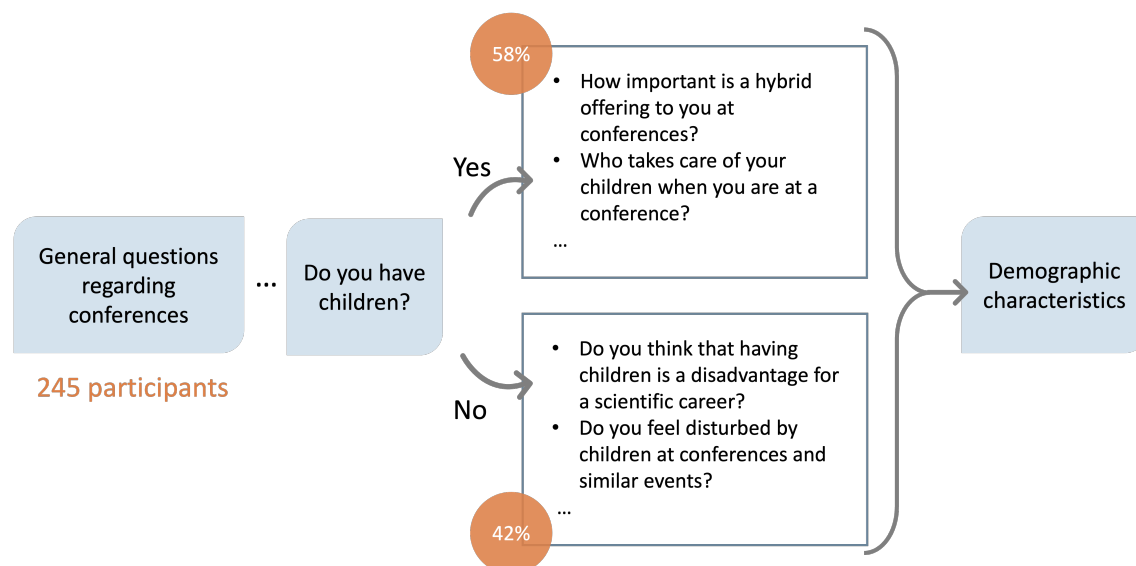 General questions
regarding
conferences
245 participants
...
Do you have
children?
Yes
58%
• How important is a hybrid
offering to you at
conferences?
• Who takes care of your
children when you are at a
conference?
...
No
• Do you think that having
children is a disadvantage for
a scientific career?
• Do you feel disturbed by
children at conferences and
similar events?
...
42%
Demographic
characteristics